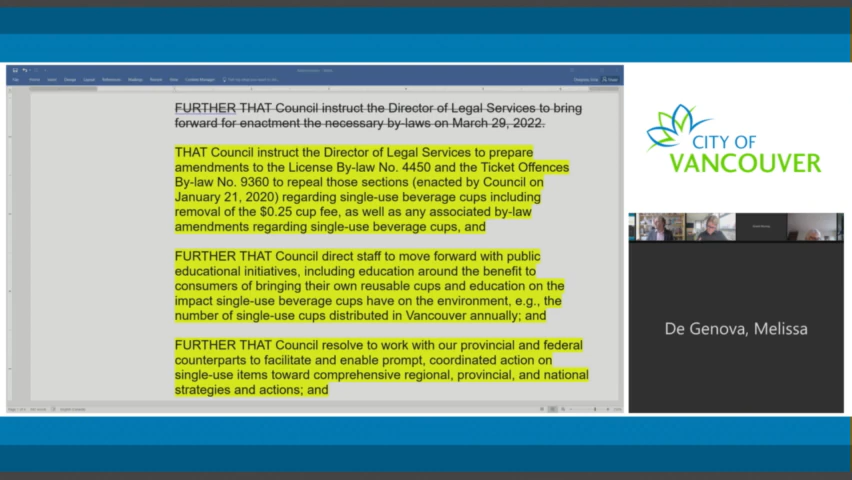 File Home Insert Design Layout References Mailings Review View
FURTHER THAT Council instruct the Director of Legal Services to bring
forward for enactment the necessary by-laws on March 29, 2022.
THAT Council instruct the Director of Legal Services to prepare
amendments to the License By-law No. 4450 and the Ticket Offences
By-law No. 9360 to repeal those sections (enacted by Council on
January 21, 2020) regarding single-use beverage cups including
removal of the $0.25 cup fee, as well as any associated by-law
amendments regarding single-use beverage cups, and
FURTHER THAT Council direct staff to move forward with public
educational initiatives, including education around the benefit to
consumers of bringing their own reusable cups and education on the
impact single-use beverage cups have on the environment, e.g., the
number of single-use cups distributed in Vancouver annually; and
FURTHER THAT Council resolve to work with our provincial and federal
counterparts to facilitate and enable prompt, coordinated action on
single-use items toward comprehensive regional, provincial, and national
strategies and actions; and
CITY OF
VANCOUVER
De Genova, Melissa